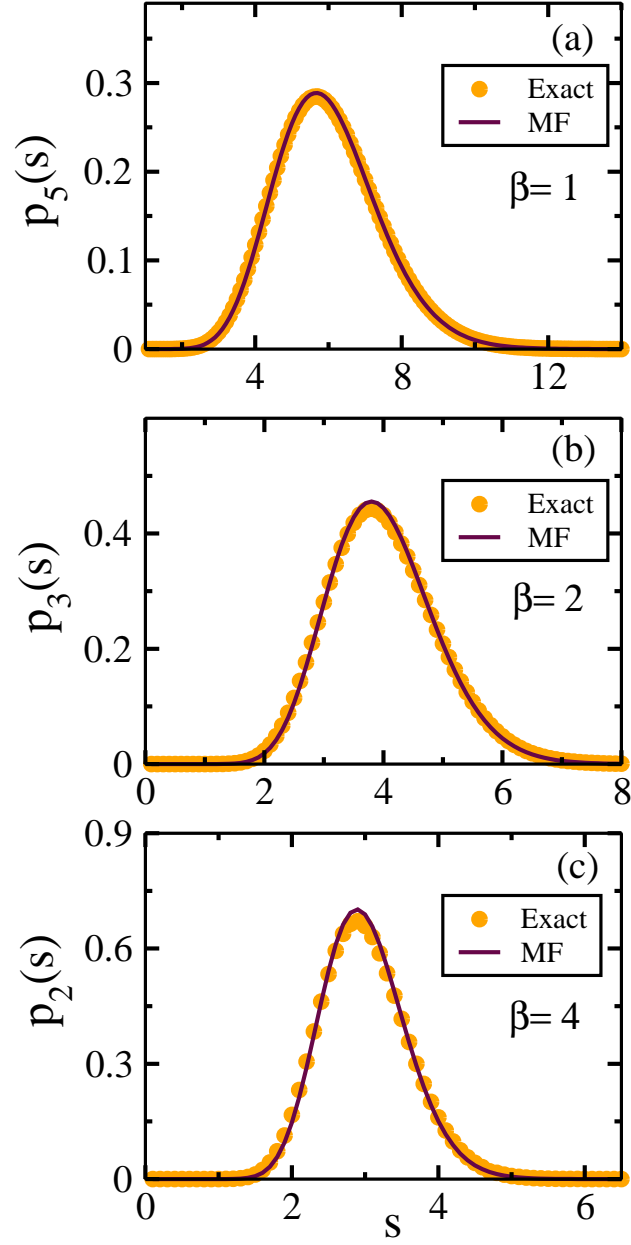 (a)
0.3
Exact
MF
0.2
β= 1
p5(s)
0.1
0
4 8 12
(b)
Exact
0.4
MF
β= 2
p3(s)
0.2
0
0 2 4 6 8
0.9
(c)
Exact
MF
0.6
β= 4
p2(s)
0.3
0
0 2 4 6
s